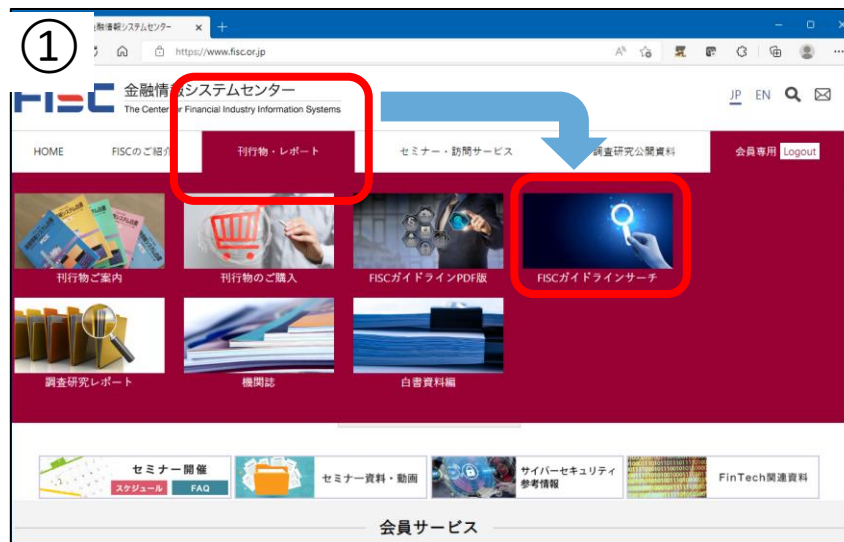 ①
融情報システムセンター
https://www.fisc.or.jp
FISC 金融情報システムセンター
The Center for Financial Industry Information Systems
JP EN
HOME FISCのご紹介 刊行物・レポート セミナー・訪問サービス 調査研究公開資料 会員専用 Logout
刊行物ご案内 刊行物のご購入 FISCガイドラインPDF版 FISCガイドラインサーチ
調査研究レポート 機関誌 白書資料編
セミナー開催
スケジュール FAQ
セミナー資料・動画
サイバーセキュリティ
参考情報
FinTech関連資料
会員サービス